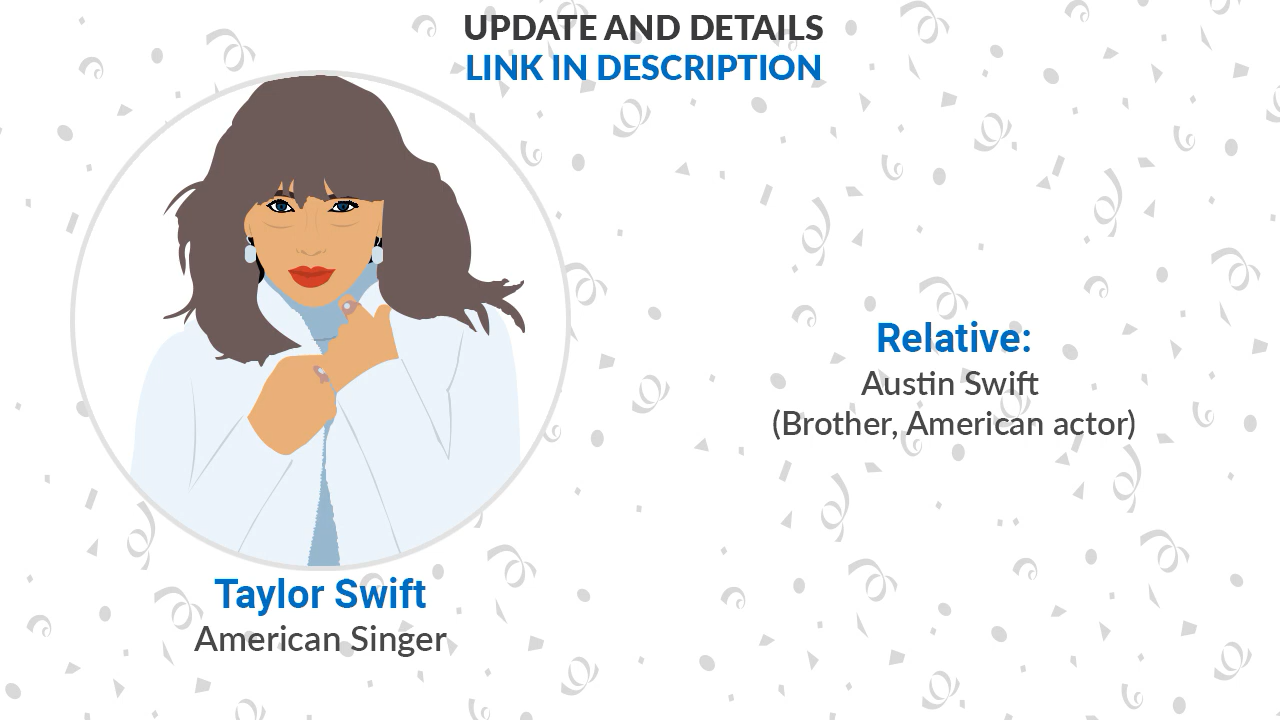 UPDATE AND DETAILS
LINK IN DESCRIPTION
Relative:
Austin Swift
(Brother, American actor)
Taylor Swift
American Singer